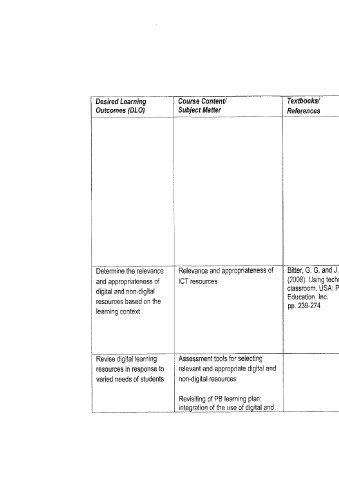 Desired Learning
Outcomes (DLO)
Course Content/
Subject Matter
Textbooks/
References
Determine the relevance
and appropriateness of
digital and non-digital
resources based on the
learning context
Relevance and appropriateness of
ICT resources
Bitter, G. G. and J.
(2008). Using tech
classroom. USA: P
Education, Inc.
pp. 239-274
Revise digital learning
resources in response to
varied needs of students
Assessment tools for selecting
relevant and appropriate digital and
non-digital resources
Revisiting of PB learning plan:
integration of the use of digital and